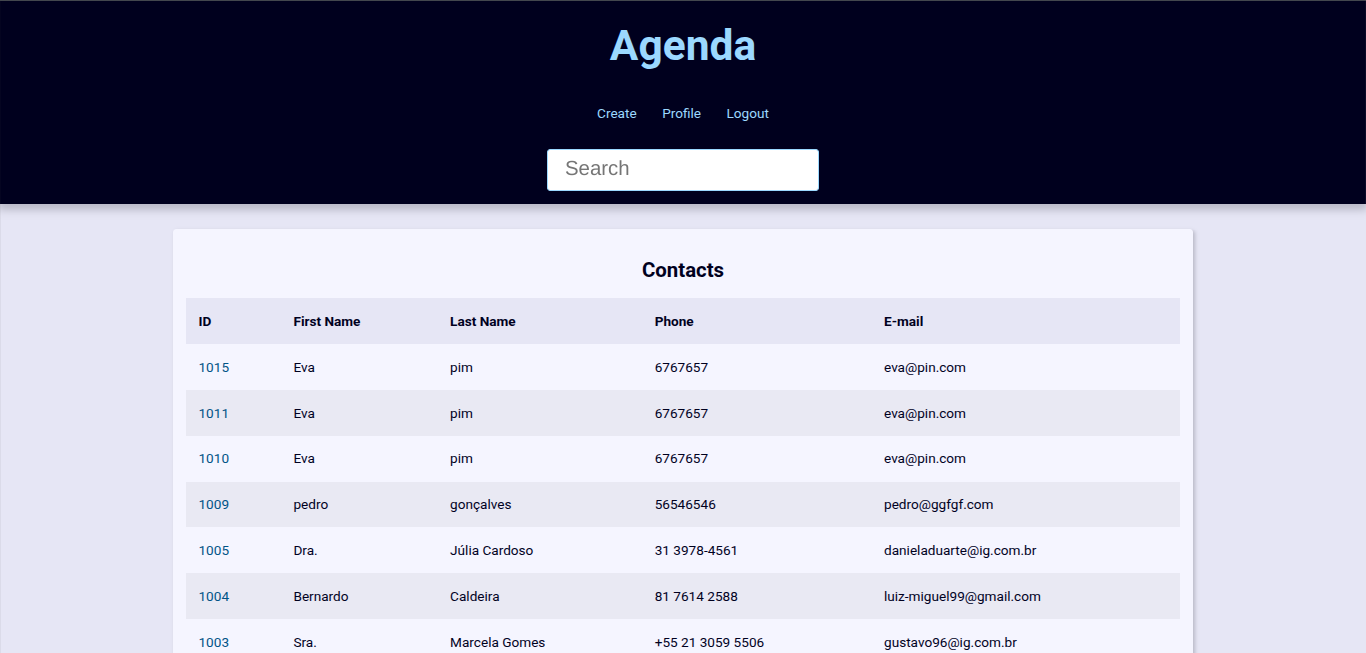 Agenda
Create Profile Logout
Search
Contacts
ID First Name Last Name Phone E-mail
1015 Eva pim 6767657 eva@pin.com
1011 Eva pim 6767657 eva@pin.com
1010 Eva pim 6767657 eva@pin.com
1009 pedro gonçalves 56546546 pedro@ggfgf.com
1005 Dra. Júlia Cardoso 31 3978-4561 danieladuarte@ig.com.br
1004 Bernardo Caldeira 81 7614 2588 luiz-miguel99@gmail.com
1003 Sra. Marcela Gomes +55 21 3059 5506 gustavo96@ig.com.br